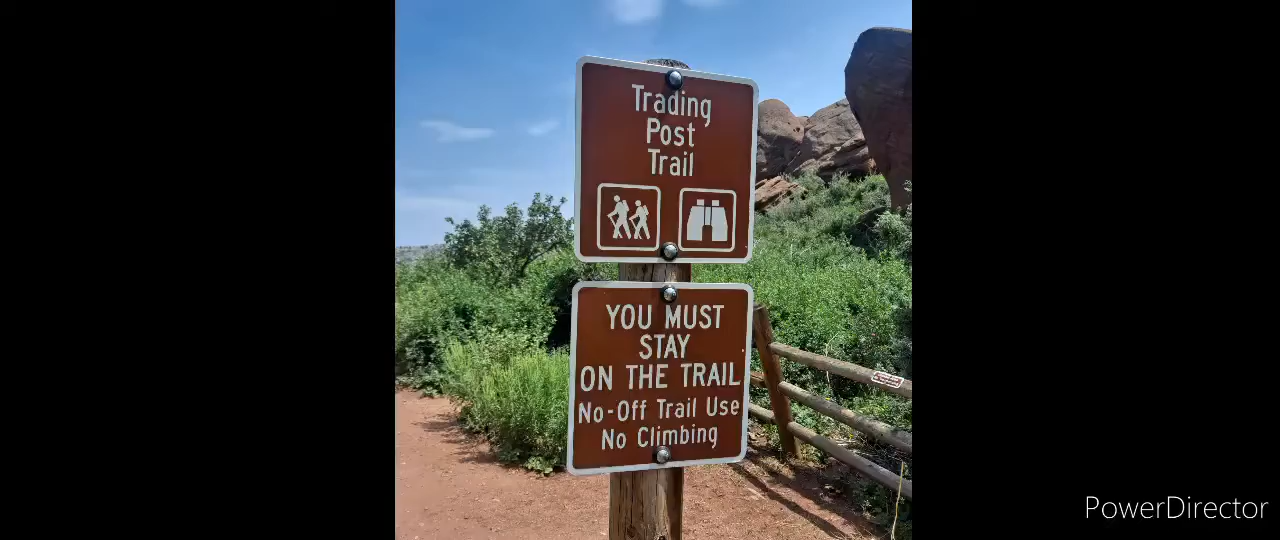 Trading
Post
Trail
YOU MUST
STAY
ON THE TRAIL
No-Off Trail Use
No Climbing
PowerDirector